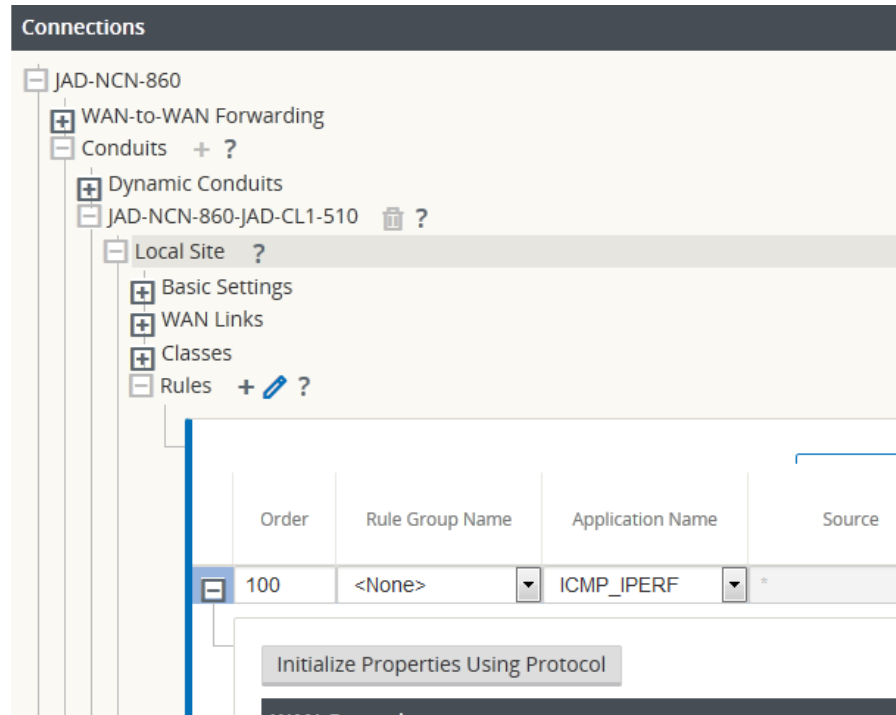 Connections
JAD-NCN-860
WAN-to-WAN Forwarding
Conduits + ?
Dynamic Conduits
JAD-NCN-860-JAD-CL1-510 ?
Local Site ?
Basic Settings
WAN Links
Classes
Rules + ?
Order Rule Group Name Application Name Source
100 <None> ICMP_IPERF *
Initialize Properties Using Protocol